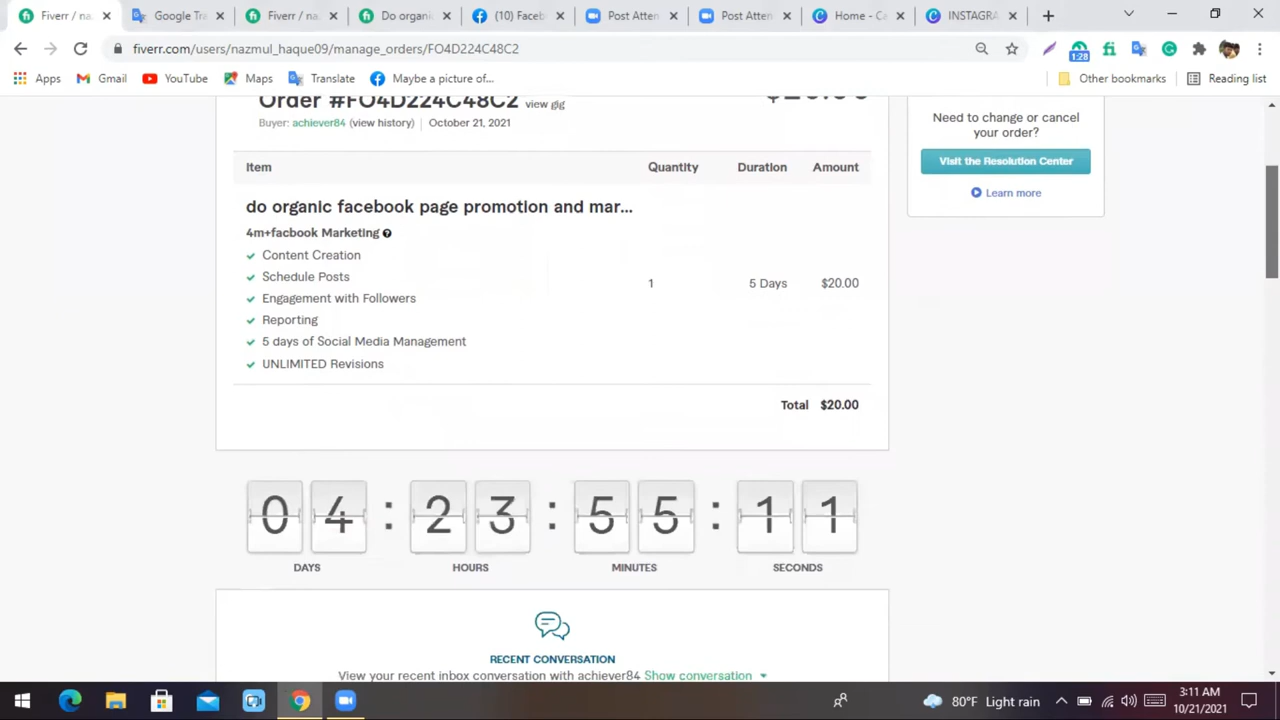 Fiverr / na
Google Tra
Fiverr / na
Do organi
(10) Faceb
Post Atten
Post Atten
Home - Ca
INSTAGRA
fiverr.com/users/nazmul_haque09/manage_orders/FO4D224C48C2
1:28
Apps
Gmail
YouTube
Maps
Translate
Maybe a picture of...
Other bookmarks
Reading list
Order #FO4D224C48C2 view gig
Buyer: achiever84 (view history) | October 21, 2021
Need to change or cancel
your order?
Visit the Resolution Center
Learn more
Item Quantity Duration Amount
do organic facebook page promotion and mar...
4m+facbook Marketing
Content Creation
Schedule Posts
Engagement with Followers
Reporting
5 days of Social Media Management
UNLIMITED Revisions
1 5 Days $20.00
Total $20.00
04 : 23 : 55 : 11
DAYS HOURS MINUTES SECONDS
RECENT CONVERSATION
View your recent inbox conversation with achiever84 Show conversation
80°F Light rain
3:11 AM
10/21/2021